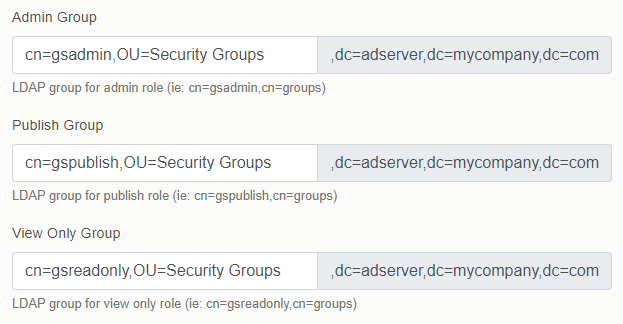 Admin Group
cn=gsadmin,OU=Security Groups ,dc=adserver,dc=mycompany,dc=com
LDAP group for admin role (ie: cn=gsadmin,cn=groups)
Publish Group
cn=gspublish,OU=Security Groups ,dc=adserver,dc=mycompany,dc=com
LDAP group for publish role (ie: cn=gspublish,cn=groups)
View Only Group
cn=gsreadonly,OU=Security Groups ,dc=adserver,dc=mycompany,dc=com
LDAP group for view only role (ie: cn=gsreadonly,cn=groups)